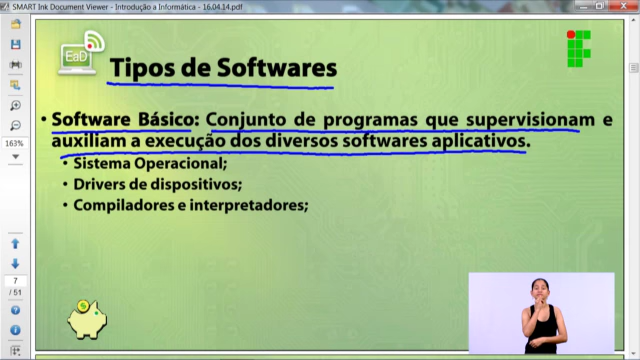 SMART Ink Document Viewer - Introdução a Informática - 16.04.14.pdf
EaD
Tipos de Softwares
• Software Básico: Conjunto de programas que supervisionam e
auxiliam a execução dos diversos softwares aplicativos.
• Sistema Operacional;
• Drivers de dispositivos;
• Compiladores e interpretadores;
163%
7
/ 51